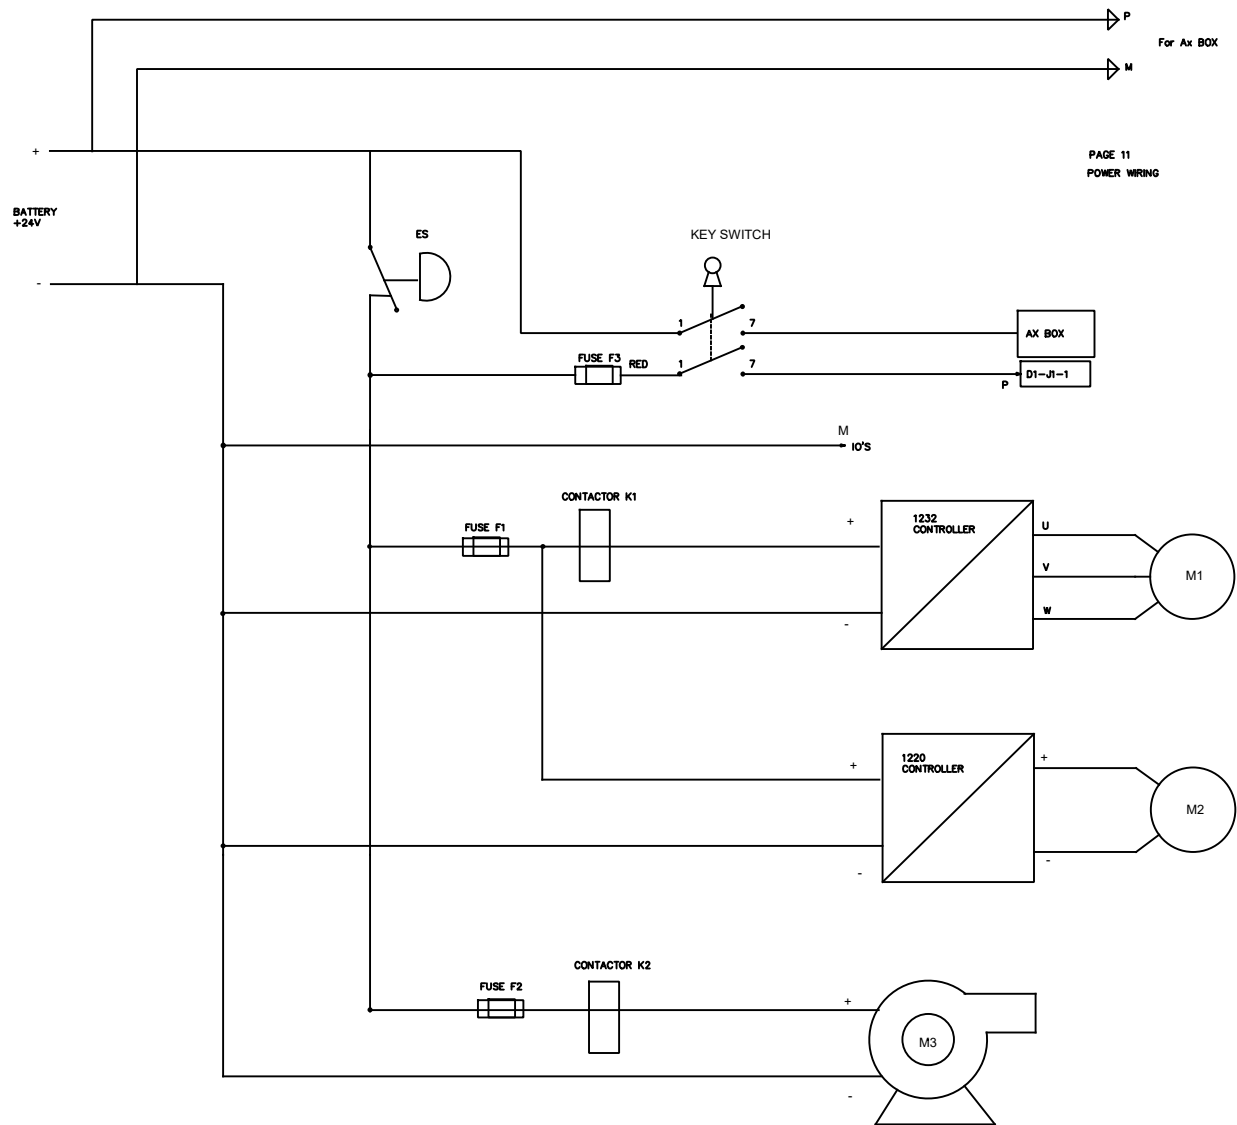 P
For Ax BOX
M
+
PAGE 11
POWER WIRING
BATTERY
+24V
ES
KEY SWITCH
-
1
7
AX BOX
FUSE F3
RED
1
7
D1-J1-1
P
M
IO'S
CONTACTOR K1
+
1232
CONTROLLER
U
FUSE F1
V
M1
W
-
+
1220
CONTROLLER
+
M2
-
-
CONTACTOR K2
FUSE F2
+
M3
-